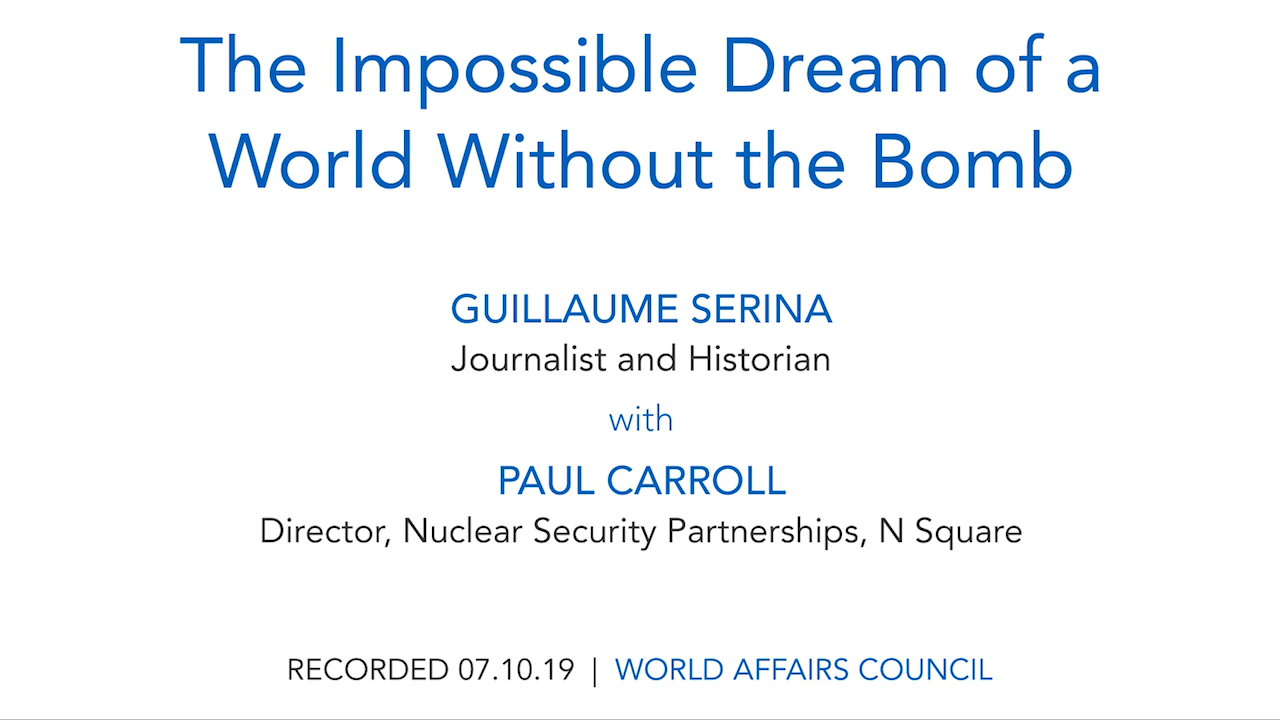 The Impossible Dream of a
World Without the Bomb
GUILLAUME SERINA
Journalist and Historian
with
PAUL CARROLL
Director, Nuclear Security Partnerships, N Square
RECORDED 07.10.19 | WORLD AFFAIRS COUNCIL